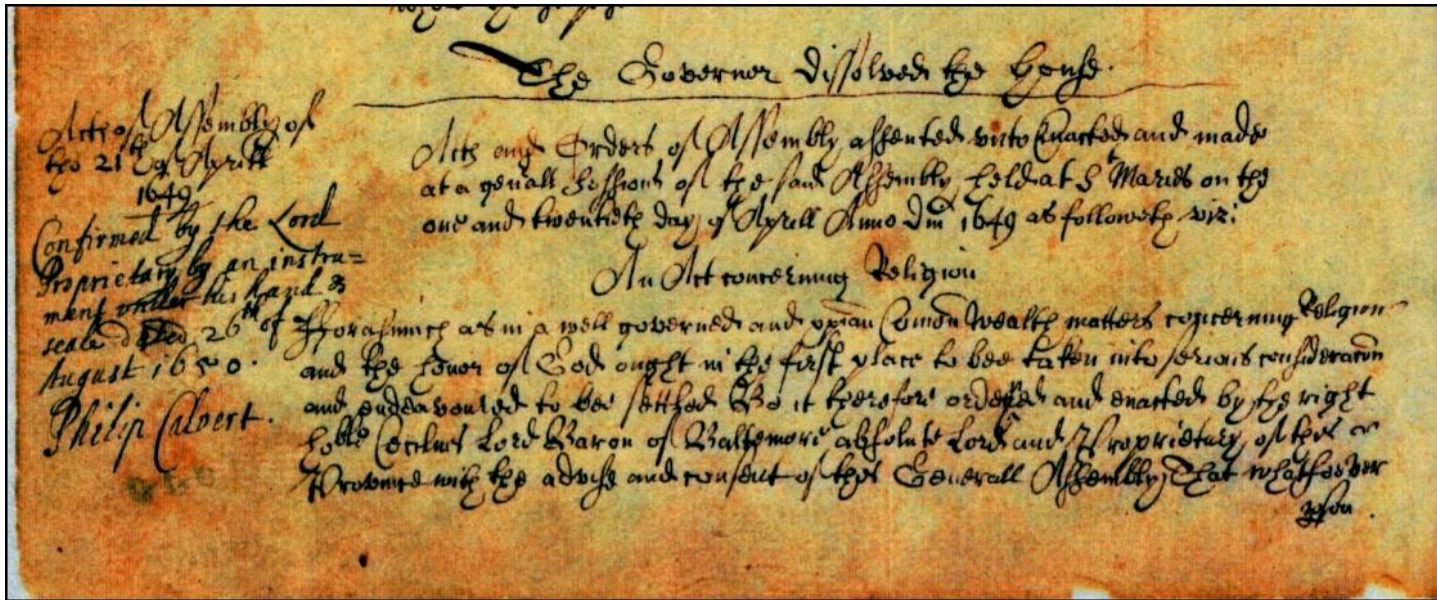 The Governor dissolved the house.
Acts of Assembly of
the 21th of Aprill
1649
Confirmed by the Lord
Proprietary by an instru=
ment under his hand &
seale dated 26th of
August 1650.
Philip Calvert.
Acts and Orders of Assembly assented vnto Enacted and made
at a genall Sessions of the said Assembly held at St Maries on the
one and twentieth day of Aprill Anno Dm 1649 as followeth viz:
An Act concerning Religion
fforasmuch as in a well governed and xpian Comon Wealth matters concerning Religion
and the honor of God ought in the first place to bee taken into serious consideracon
and endeavoured to bee settled Be it therefore ordered and enacted by the right
hoble Cecilius Lord Baron of Baltemore absolute Lord and Proprietary of this
Province with the advise and consent of this Generall Assembly, That whatsoever
pson